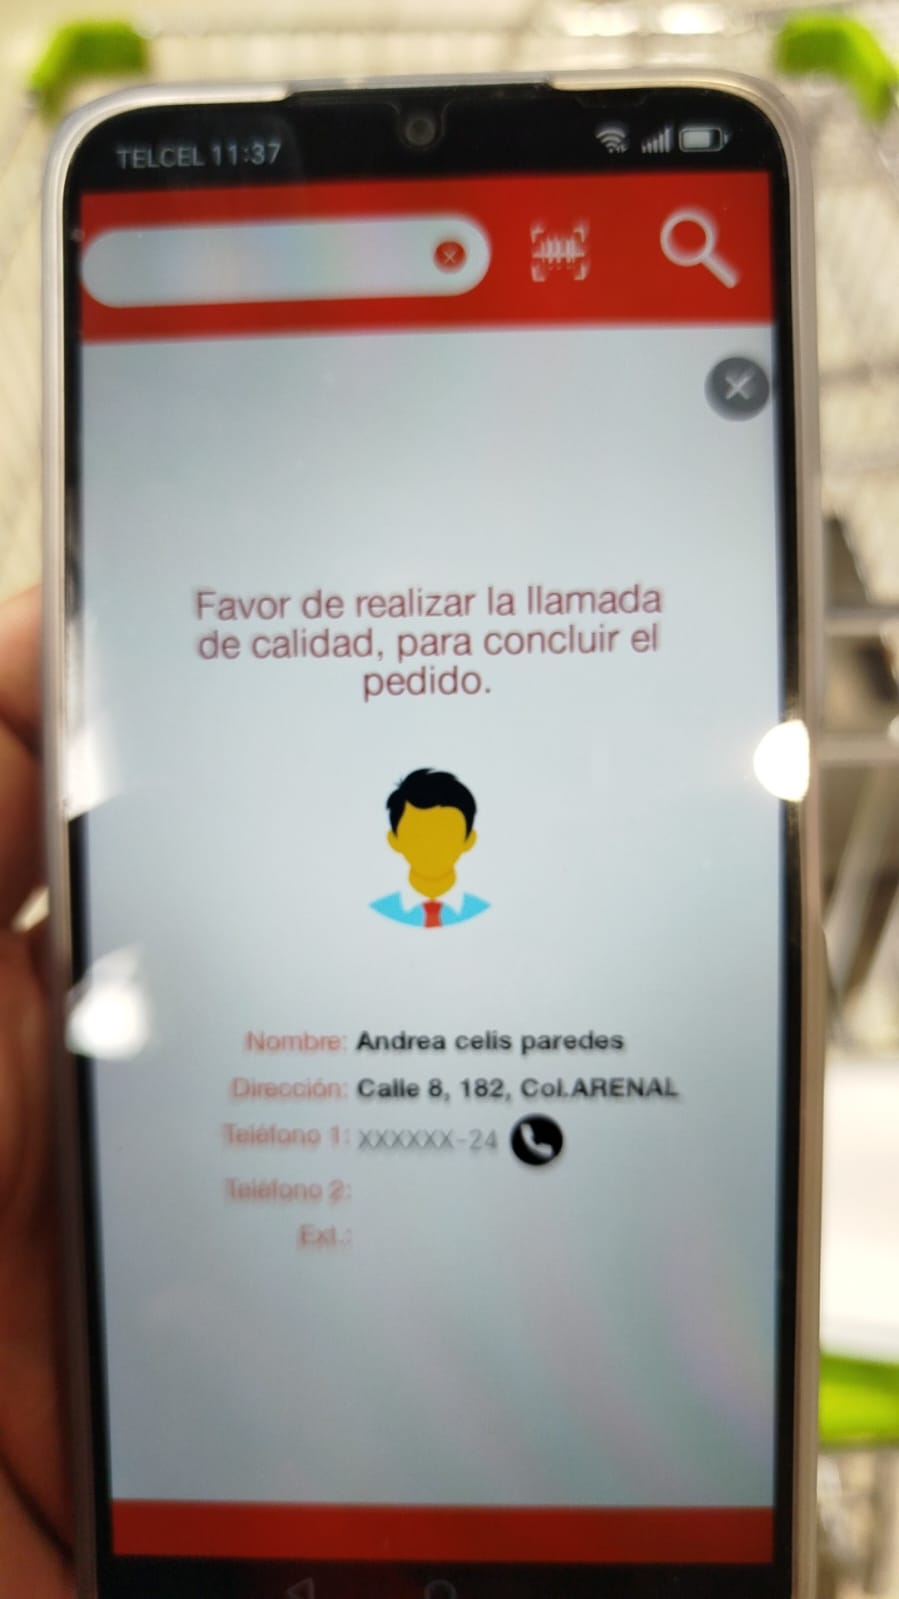 TELCEL 11:37
Favor de realizar la llamada
de calidad, para concluir el
pedido.
Nombre: Andrea celis paredes
Dirección: Calle 8, 182, Col.ARENAL
Teléfono 1: XXXXXX-24
Teléfono 2:
Ext.: